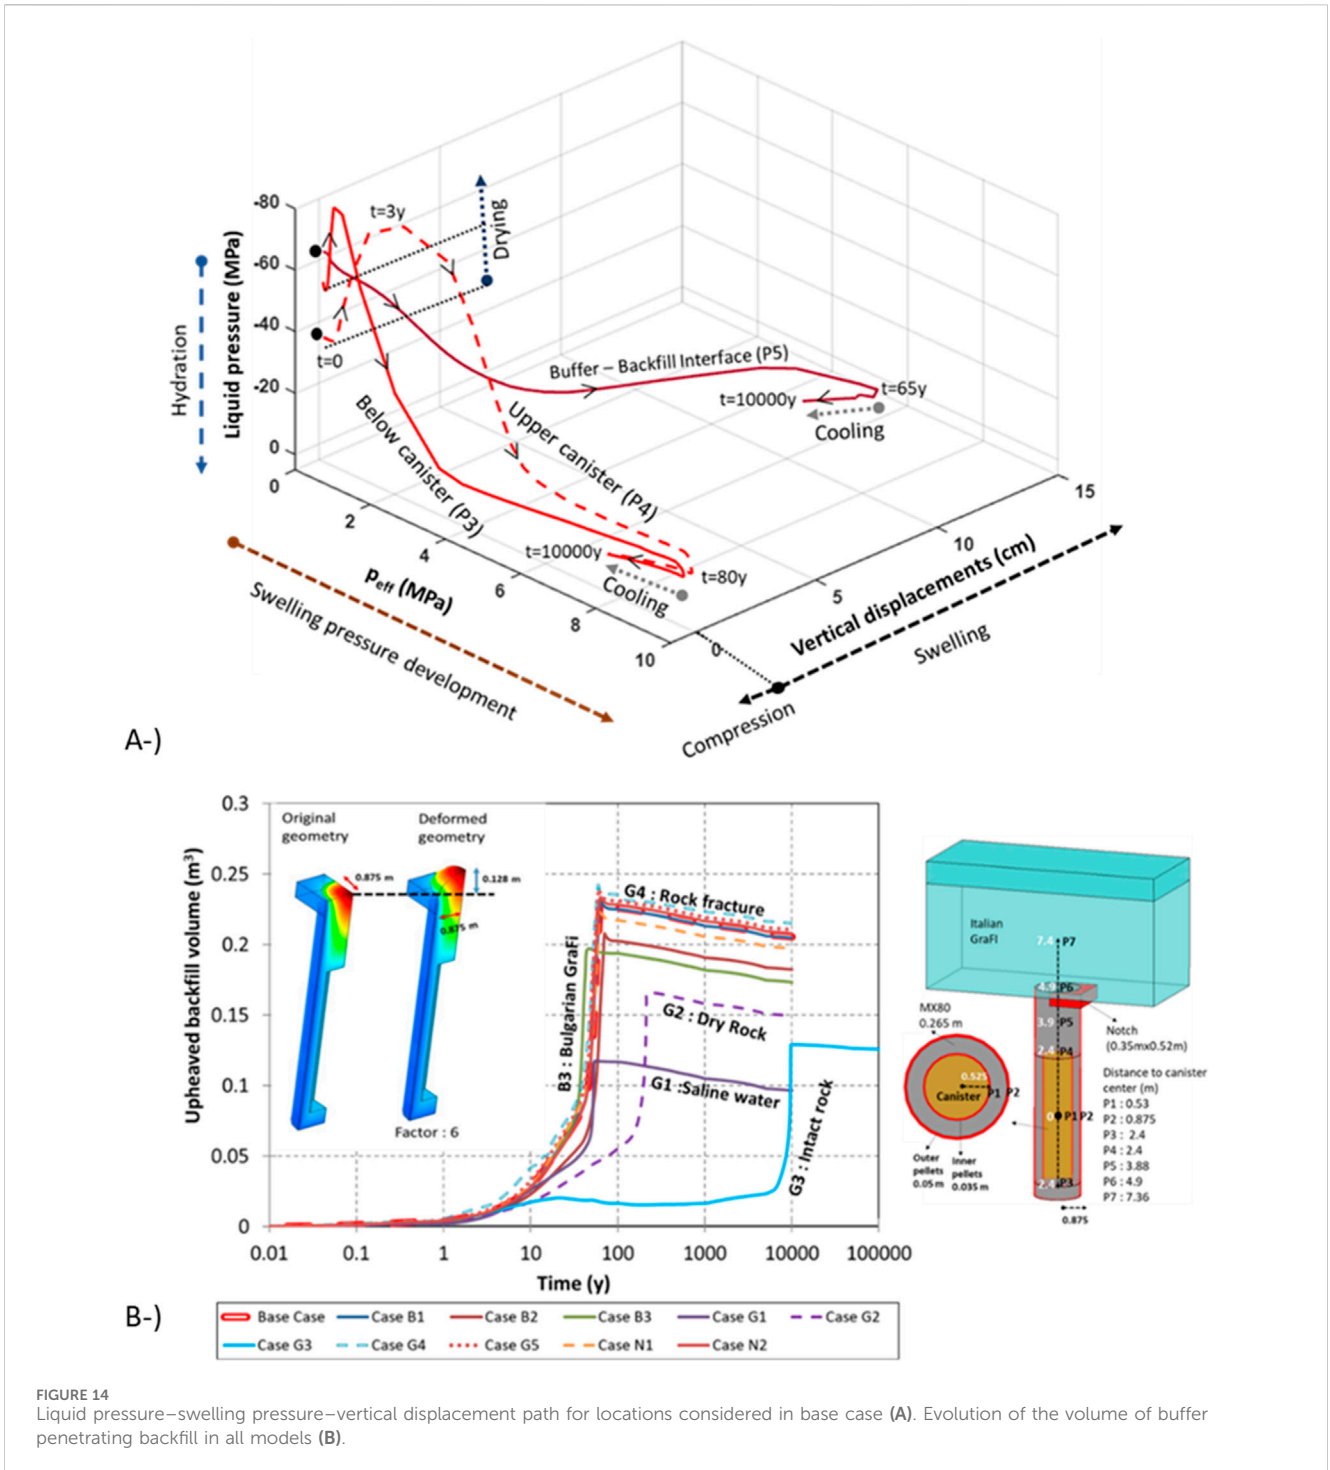 -80
-60
-40
-20
0
Liquid pressure (MPa)
Hydration
t=3y
Drying
t=0
Buffer – Backfill Interface (P5)
t=65y
t=10000y
Cooling
Upper canister (P4)
Below canister (P3)
t=10000y
t=80y
Cooling
0
2
4
6
8
10
Peff (MPa)
Swelling pressure development
0
5
10
15
Vertical displacements (cm)
Swelling
Compression
A-)
0.3
0.25
0.2
0.15
0.1
0.05
0
Upheaved backfill volume (m³)
Original
geometry
Deformed
geometry
0.875 m
0.128 m
0.875 m
Factor : 6
G4 : Rock fracture
B3 : Bulgarian GraFi
G2 : Dry Rock
G1 :Saline water
G3 : Intact rock
0.01
0.1
1
10
100
1000
10000
100000
Time (y)
Italian
GraFI
7.4 P7
4.9 P6
3.9 P5
2.4 P4
0 P1 P2
2.4 P3
0.875
MX80
0.265 m
0.525
Canister
P1 P2
Outer
pellets
0.05 m
Inner
pellets
0.035 m
Notch
(0.35mx0.52m)
Distance to canister
center (m)
P1 : 0.53
P2 : 0.875
P3 : 2.4
P4 : 2.4
P5 : 3.88
P6 : 4.9
P7 : 7.36
B-)
Base Case
Case B1
Case B2
Case B3
Case G1
Case G2
Case G3
Case G4
Case G5
Case N1
Case N2
FIGURE 14
Liquid pressure–swelling pressure–vertical displacement path for locations considered in base case (A). Evolution of the volume of buffer
penetrating backfill in all models (B).